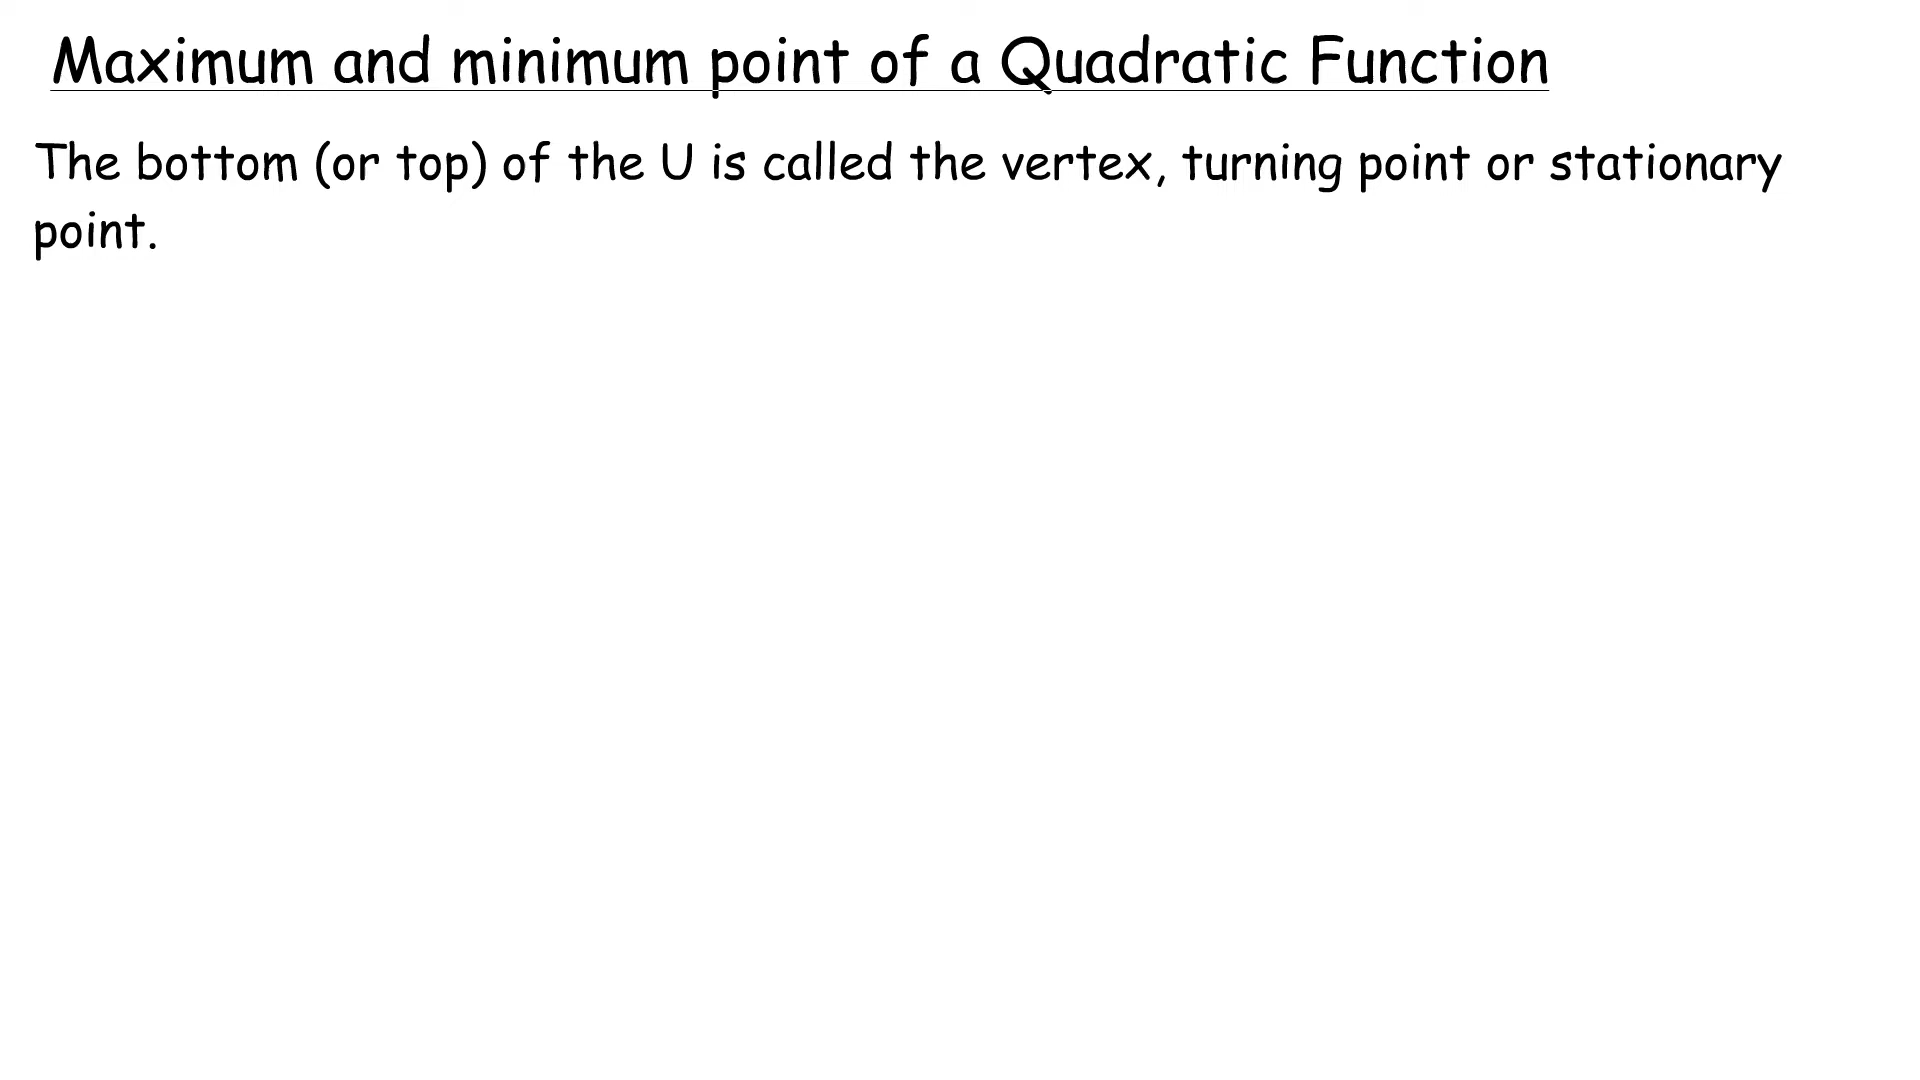 Maximum and minimum point of a Quadratic Function
The bottom (or top) of the U is called the vertex, turning point or stationary
point.